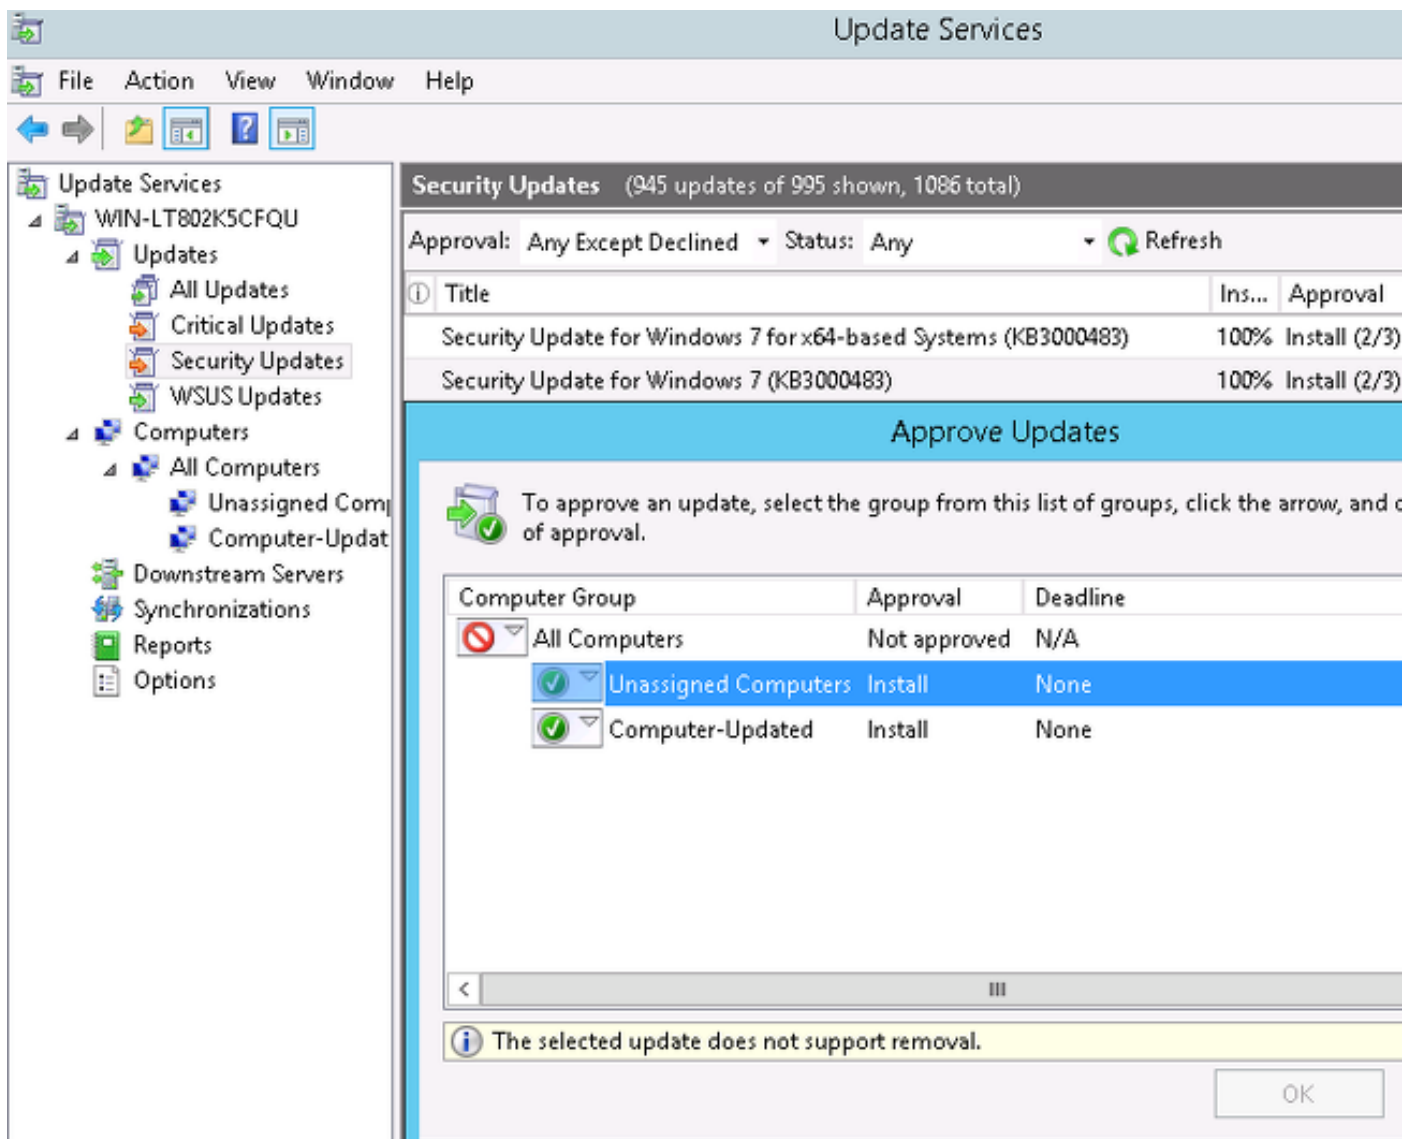 Update Services
File Action View Window Help
Update Services
WIN-LT802K5CFQU
Updates
All Updates
Critical Updates
Security Updates
WSUS Updates
Computers
All Computers
Unassigned Comp
Computer-Updat
Downstream Servers
Synchronizations
Reports
Options
Security Updates (945 updates of 995 shown, 1086 total)
Approval: Any Except Declined Status: Any Refresh
Title Ins... Approval
Security Update for Windows 7 for x64-based Systems (KB3000483) 100% Install (2/3)
Security Update for Windows 7 (KB3000483) 100% Install (2/3)
Approve Updates
To approve an update, select the group from this list of groups, click the arrow, and
of approval.
Computer Group Approval Deadline
All Computers Not approved N/A
Unassigned Computers Install None
Computer-Updated Install None
The selected update does not support removal.
OK